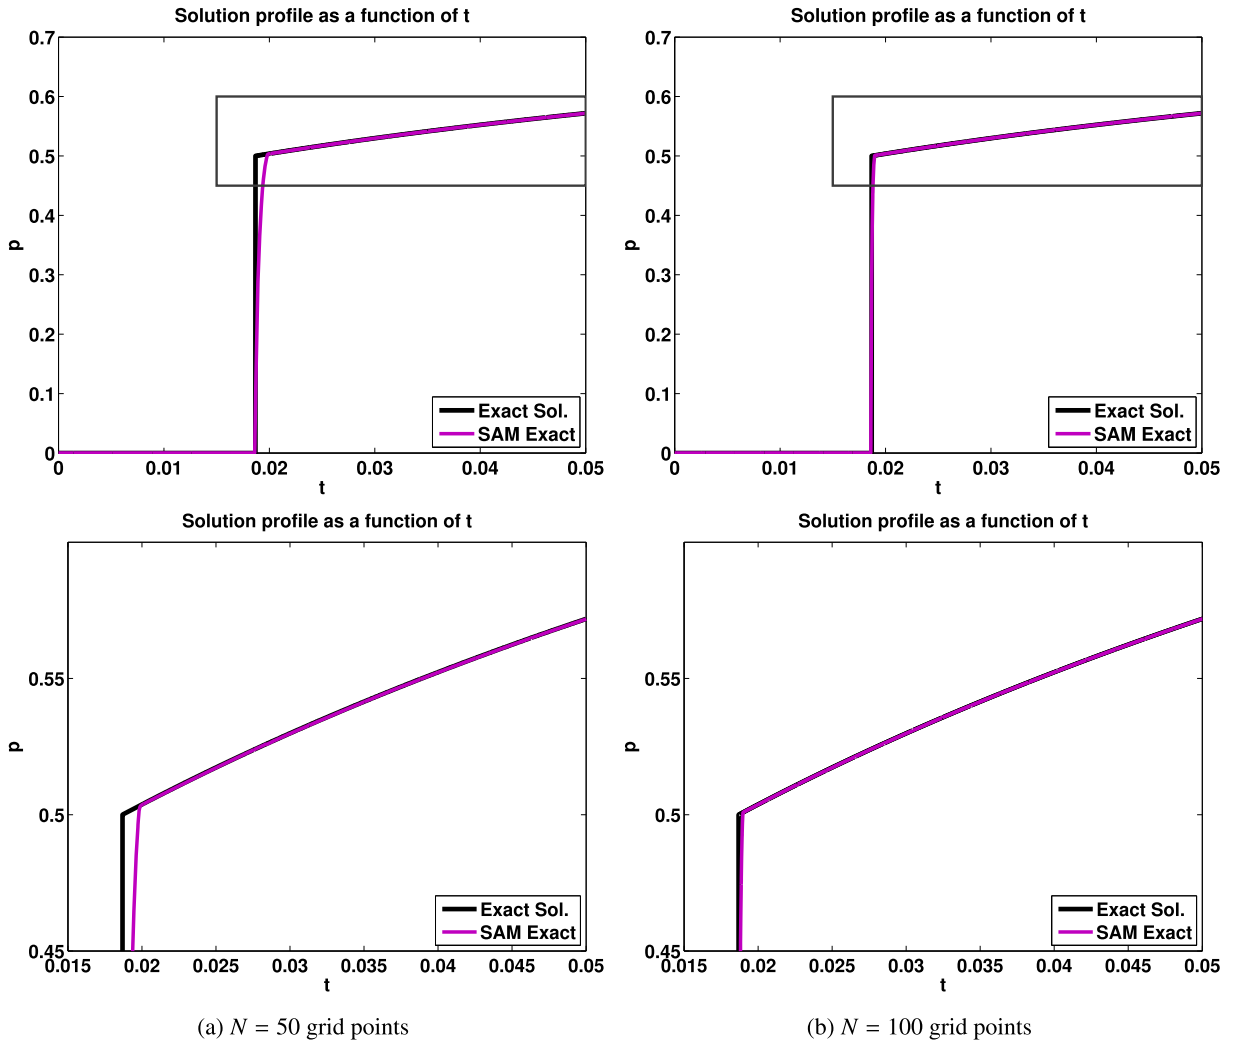 Solution profile as a function of t
0.7
0.6
0.5
0.4
0.3
0.2
0.1
0
p
0 0.01 0.02 0.03 0.04 0.05
t
Exact Sol.
SAM Exact
Solution profile as a function of t
0.7
0.6
0.5
0.4
0.3
0.2
0.1
0
p
0 0.01 0.02 0.03 0.04 0.05
t
Exact Sol.
SAM Exact
Solution profile as a function of t
0.55
0.5
0.45
p
0.015 0.02 0.025 0.03 0.035 0.04 0.045 0.05
t
Exact Sol.
SAM Exact
(a) N = 50 grid points
Solution profile as a function of t
0.55
0.5
0.45
p
0.015 0.02 0.025 0.03 0.035 0.04 0.045 0.05
t
Exact Sol.
SAM Exact
(b) N = 100 grid points